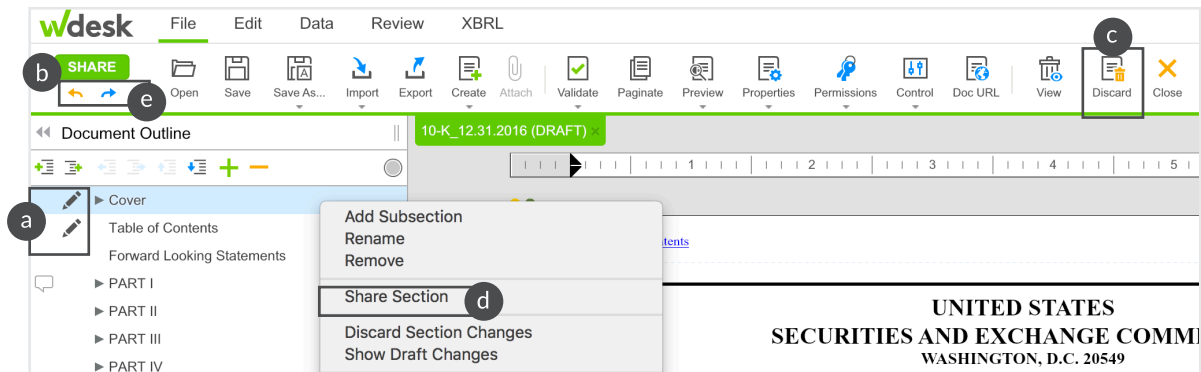 wdesk File Edit Data Review XBRL
c
b SHARE
e
Open Save Save As... Import Export Create Attach Validate Paginate Preview Properties Permissions Control Doc URL View Discard Close
Document Outline
10-K_12.31.2016 (DRAFT) ×
1 2 3 4 5
a
Cover
Table of Contents
Forward Looking Statements
PART I
PART II
PART III
PART IV
Add Subsection
Rename
Remove
Share Section
d
Discard Section Changes
Show Draft Changes
UNITED STATES
SECURITIES AND EXCHANGE COMMI
WASHINGTON, D.C. 20549